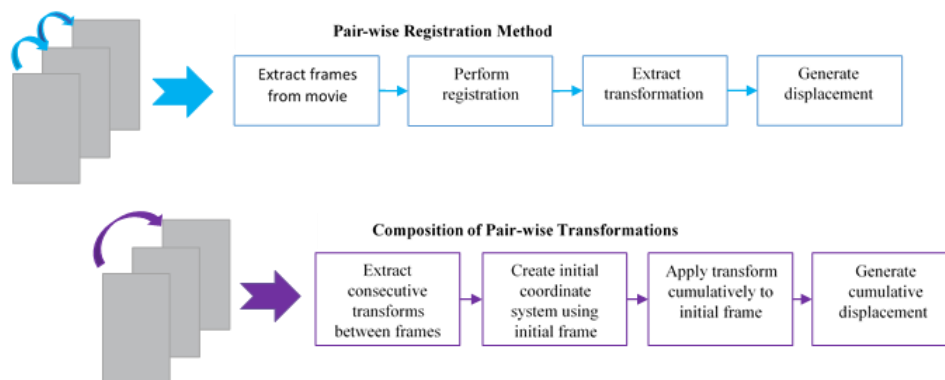 Pair-wise Registration Method
Extract frames
from movie
Perform
registration
Extract
transformation
Generate
displacement
Composition of Pair-wise Transformations
Extract
consecutive
transforms
between frames
Create initial
coordinate
system using
initial frame
Apply transform
cumulatively to
initial frame
Generate
cumulative
displacement